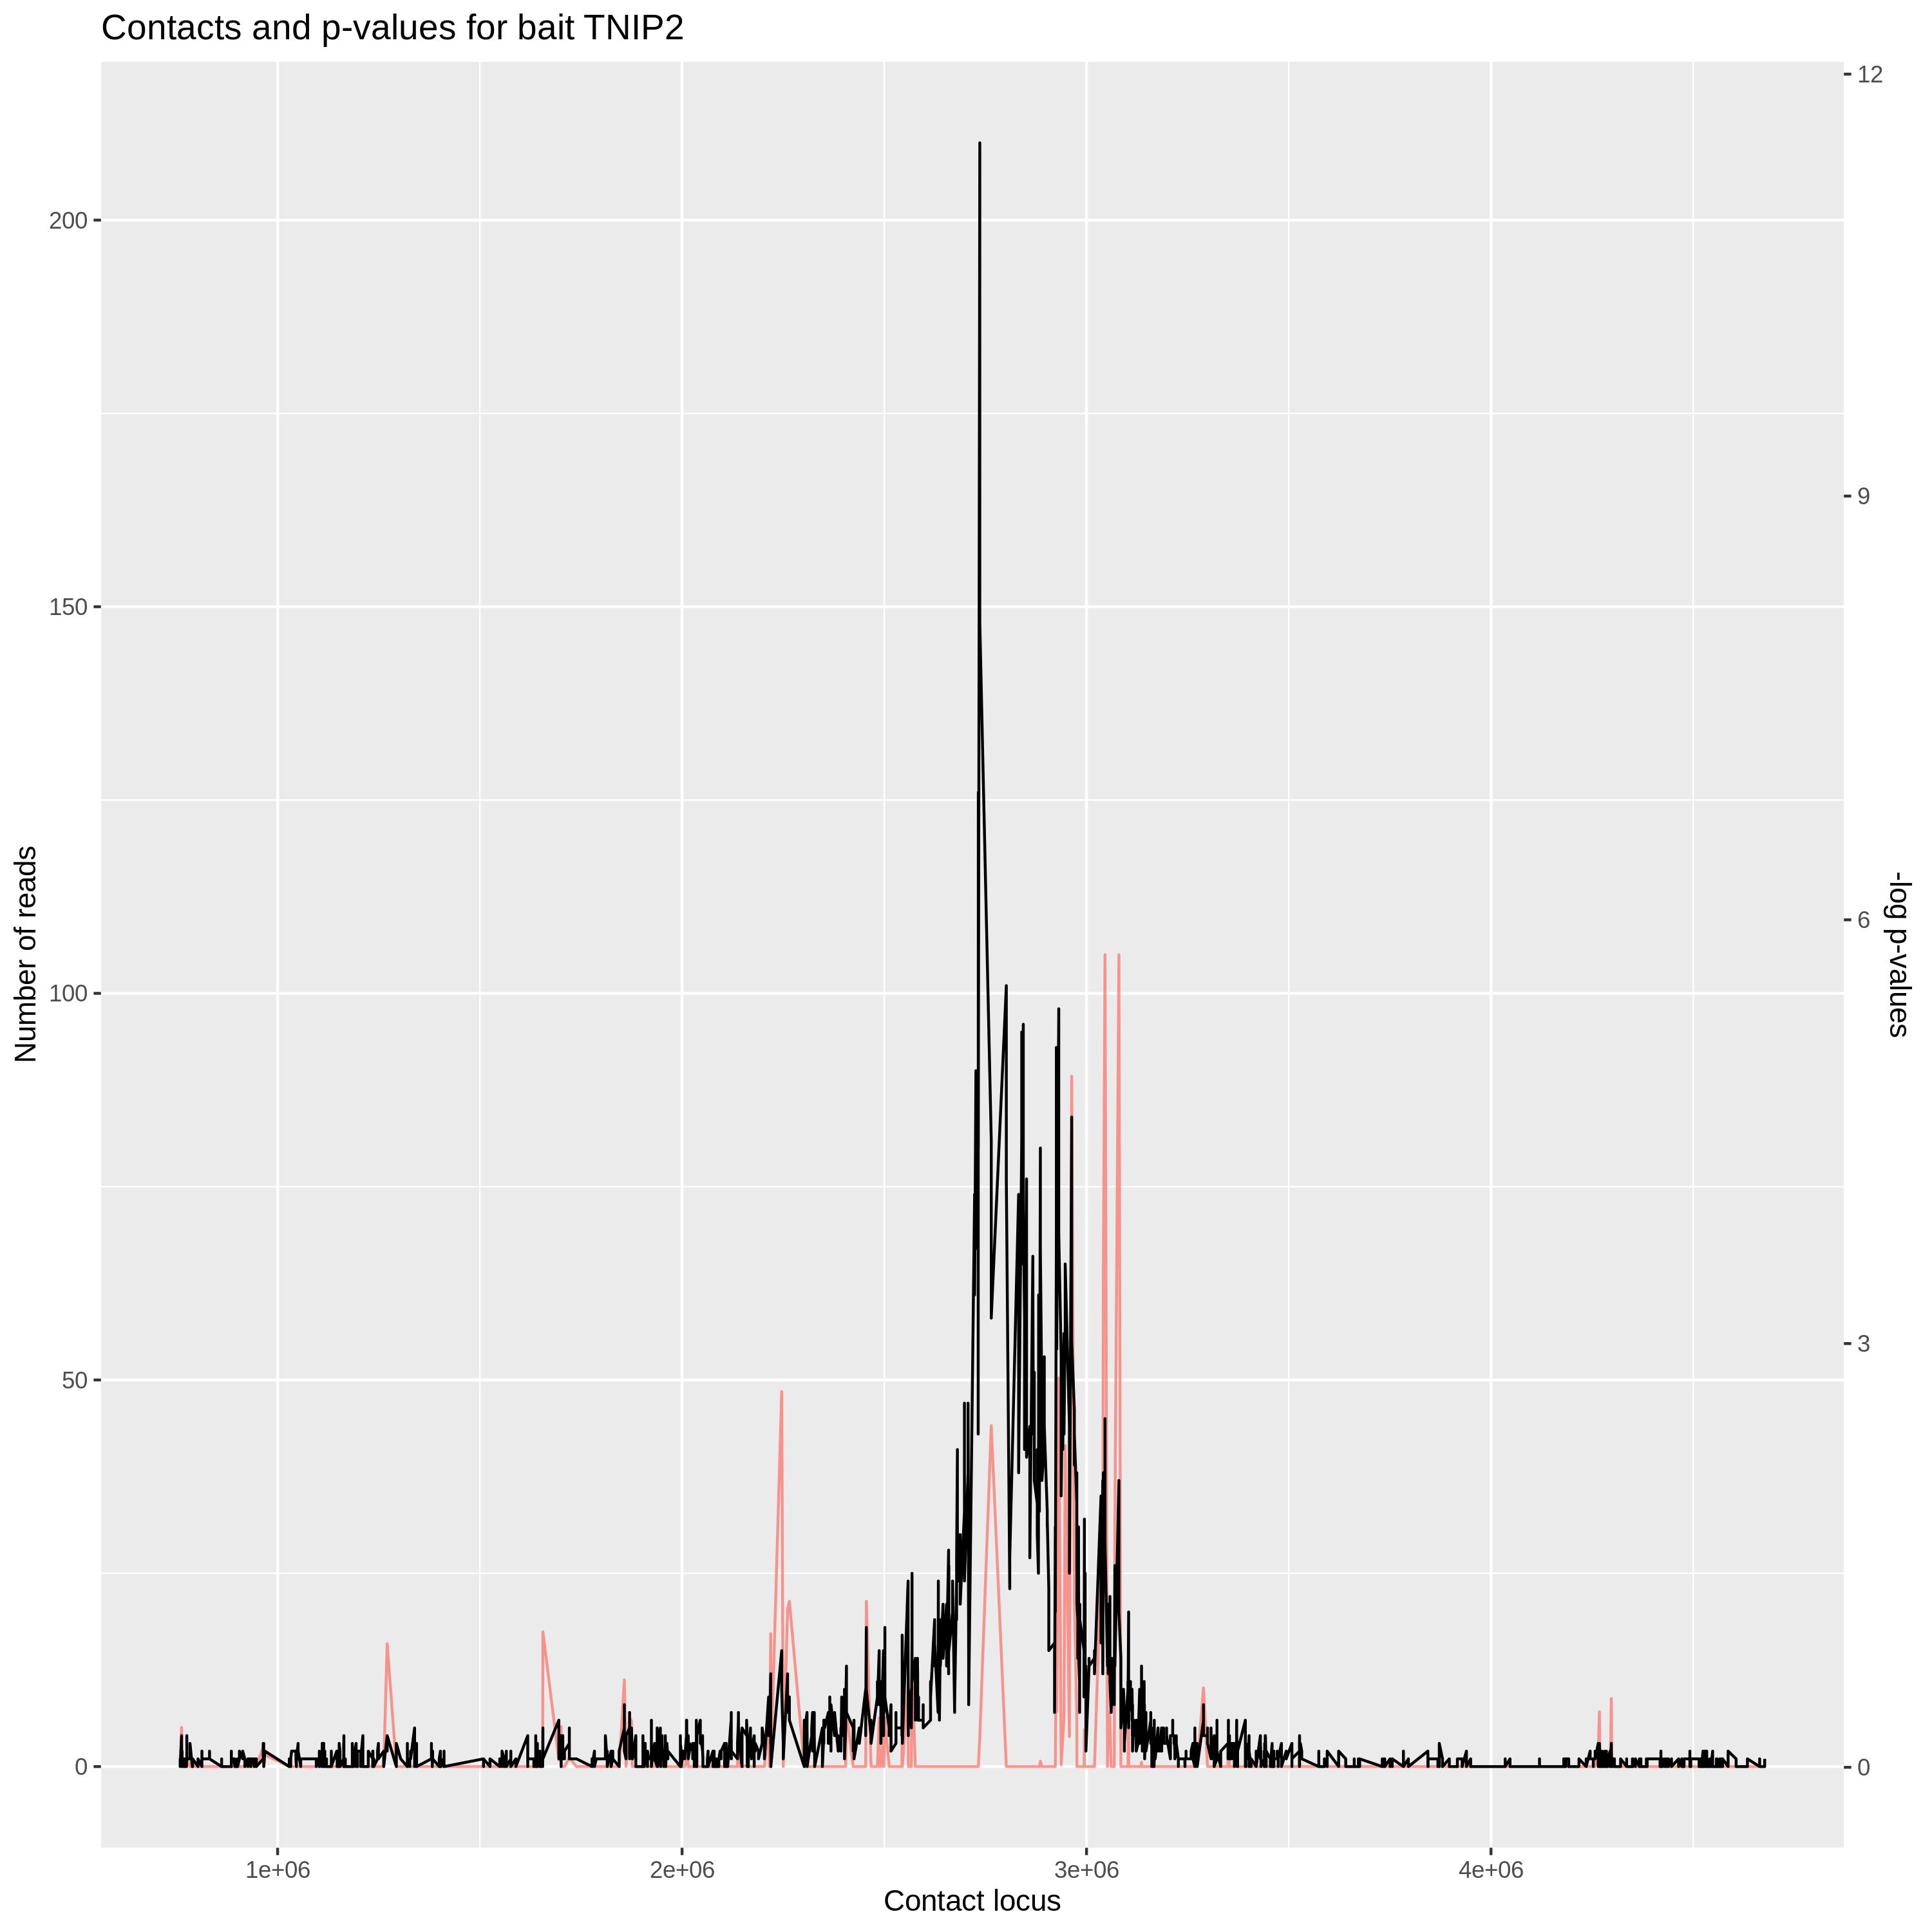 Contacts and p-values for bait TNIP2
12
200
9
150
Number of reads
-log p-values
6
100
3
50
0
0
1e+06
2e+06
3e+06
4e+06
Contact locus